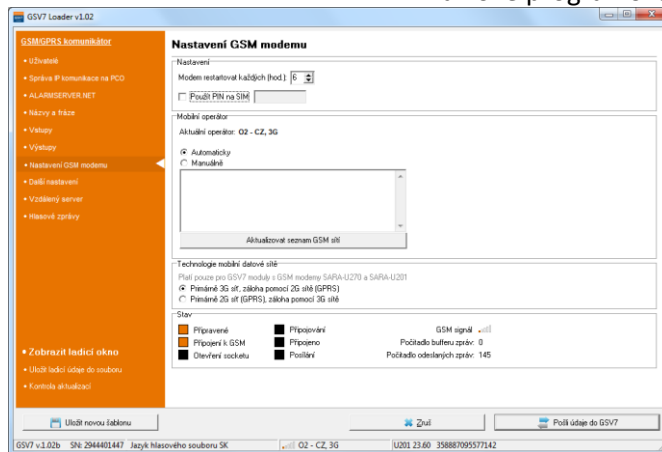 GSV7 Loader v1.02
GSM/GPRS komunikátor
• Uživatelé
• Správa IP komunikace na PCO
• ALARMSERVER.NET
• Názvy a fráze
• Vstupy
• Výstupy
• Nastavení GSM modemu
• Další nastavení
• Vzdálený server
• Hlasové zprávy
• Zobrazit ladicí okno
• Uložit ladicí údaje do souboru
• Kontrola aktualizací
Nastavení GSM modemu
Nastavení
Modem restartovat každých (hod.): 6
Použít PIN na SIM
Mobilní operátor
Aktuální operátor: O2 - CZ, 3G
Automaticky
Manuálně
Aktualizovat seznam GSM sítí
Technologie mobilní datové sítě
Platí pouze pro GSV7 moduly s GSM modemy SARA-U270 a SARA-U201
Primárně 3G síť, záloha pomocí 2G sítě (GPRS)
Primárně 2G síť (GPRS), záloha pomocí 3G sítě
Stav
Připravené Připojování GSM signál
Připojení k GSM Připojeno Počitadlo bufferu zpráv: 0
Otevření socketu Posílání Počitadlo odeslaných zpráv: 145
Uložit novou šablonu Zruš Pošli údaje do GSV7
GSV7 v.1.02b SN: 2944401447 Jazyk hlasového souboru SK O2 - CZ, 3G U201 23.60 358887095577142